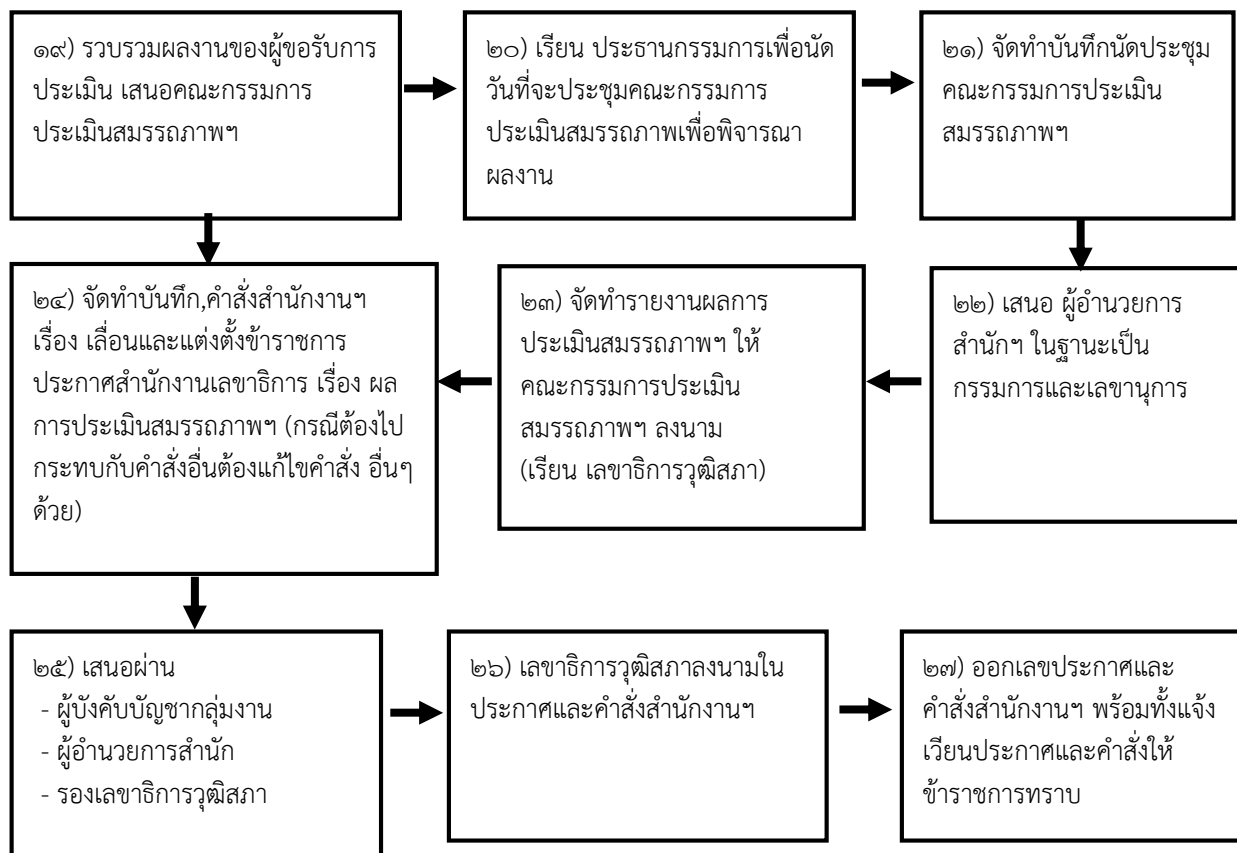 ๑๙) รวบรวมผลงานของผู้ขอรับการ
ประเมิน เสนอคณะกรรมการ
ประเมินสมรรถภาพฯ
๒๐) เรียน ประธานกรรมการเพื่อนัด
วันที่จะประชุมคณะกรรมการ
ประเมินสมรรถภาพเพื่อพิจารณา
ผลงาน
๒๑) จัดทำบันทึกนัดประชุม
คณะกรรมการประเมิน
สมรรถภาพฯ
๒๒) เสนอ ผู้อำนวยการ
สำนักฯ ในฐานะเป็น
กรรมการและเลขานุการ
๒๓) จัดทำรายงานผลการ
ประเมินสมรรถภาพฯ ให้
คณะกรรมการประเมิน
สมรรถภาพฯ ลงนาม
(เรียน เลขาธิการวุฒิสภา)
๒๔) จัดทำบันทึก,คำสั่งสำนักงานฯ
เรื่อง เลื่อนและแต่งตั้งข้าราชการ
ประกาศสำนักงานเลขาธิการ เรื่อง ผล
การประเมินสมรรถภาพฯ (กรณีต้องไป
กระทบกับคำสั่งอื่นต้องแก้ไขคำสั่ง อื่นๆ
ด้วย)
๒๕) เสนอผ่าน
- ผู้บังคับบัญชากลุ่มงาน
- ผู้อำนวยการสำนัก
- รองเลขาธิการวุฒิสภา
๒๖) เลขาธิการวุฒิสภาลงนามใน
ประกาศและคำสั่งสำนักงานฯ
๒๗) ออกเลขประกาศและ
คำสั่งสำนักงานฯ พร้อมทั้งแจ้ง
เวียนประกาศและคำสั่งให้
ข้าราชการทราบ